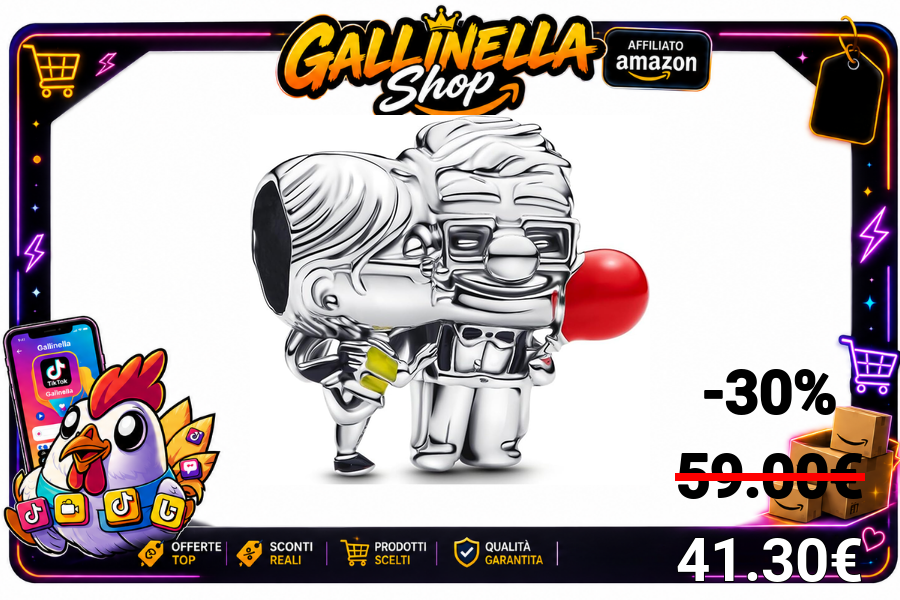 GALLINELLA
Shop
AFFILIATO
amazon
Gallinella
TikTok
Gallinella
-30%
59.00€
41.30€
OFFERTE
TOP
SCONTI
REALI
PRODOTTI
SCELTI
QUALITÀ
GARANTITA